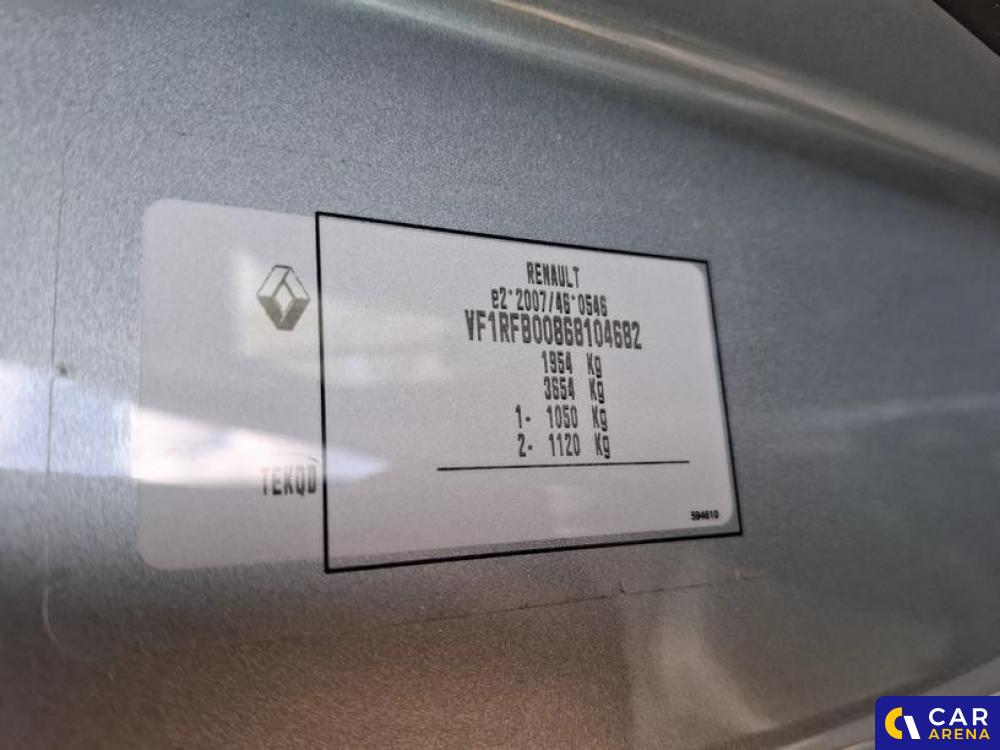 RENAULT
e2*2007/46*0546
VF1RFB00868104682
1954 Kg
3654 Kg
1- 1050 Kg
2- 1120 Kg
TEKQD
594610
CAR
ARENA